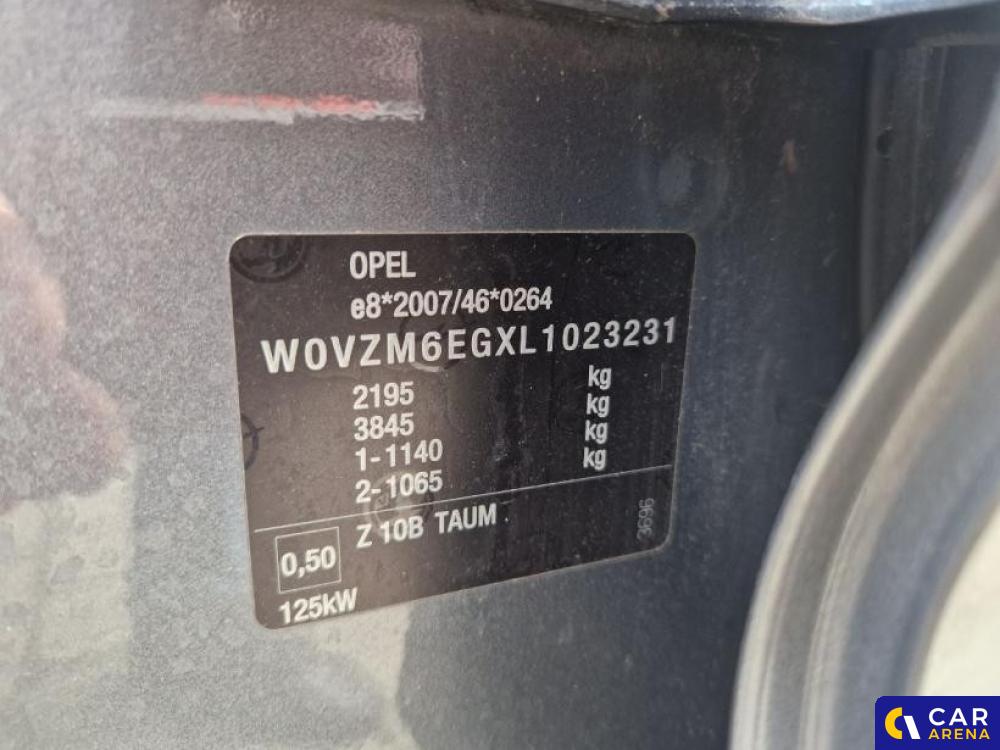 OPEL
e8*2007/46*0264
W0VZM6EGXL1023231
2195 kg
3845 kg
1-1140 kg
2-1065 kg
Z 10B TAUM
3696
0,50
125kW
CAR
ARENA